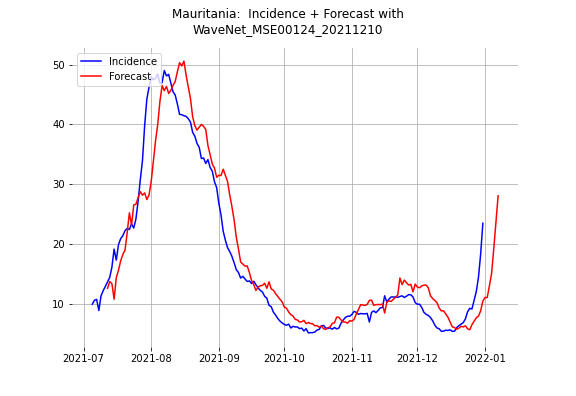 Mauritania:  Incidence + Forecast with
WaveNet_MSE00124_20211210
Incidence
Forecast
50
40
30
20
10
2021-07 2021-08 2021-09 2021-10 2021-11 2021-12 2022-01